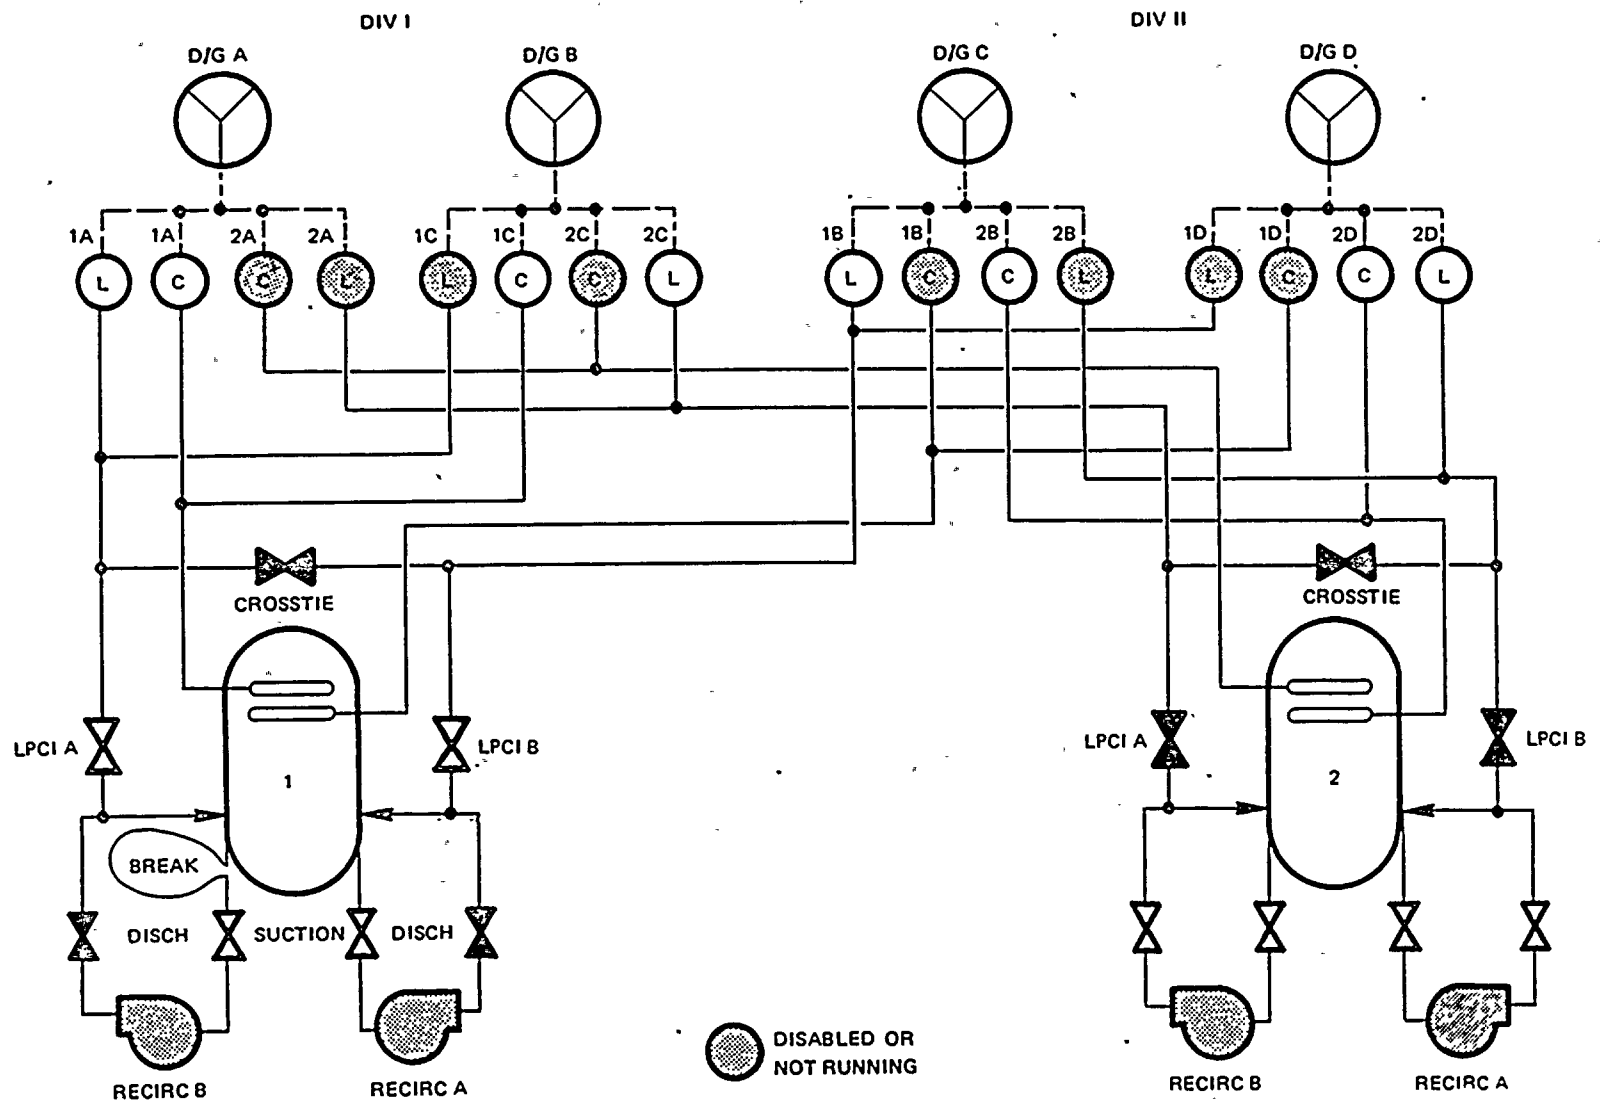 DIV I
DIV II
D/G A
D/G B
D/G C
D/G D
1A 1A 2A 2A 1C 1C 2C 2C 1B 1B 2B 2B 1D 1D 2D 2D
L C C L L C C L L C C L L C C L
CROSSTIE
CROSSTIE
LPCI A
LPCI B
LPCI A
LPCI B
1
2
BREAK
DISCH
SUCTION
DISCH
RECIRC B
RECIRC A
DISABLED OR
NOT RUNNING
RECIRC B
RECIRC A